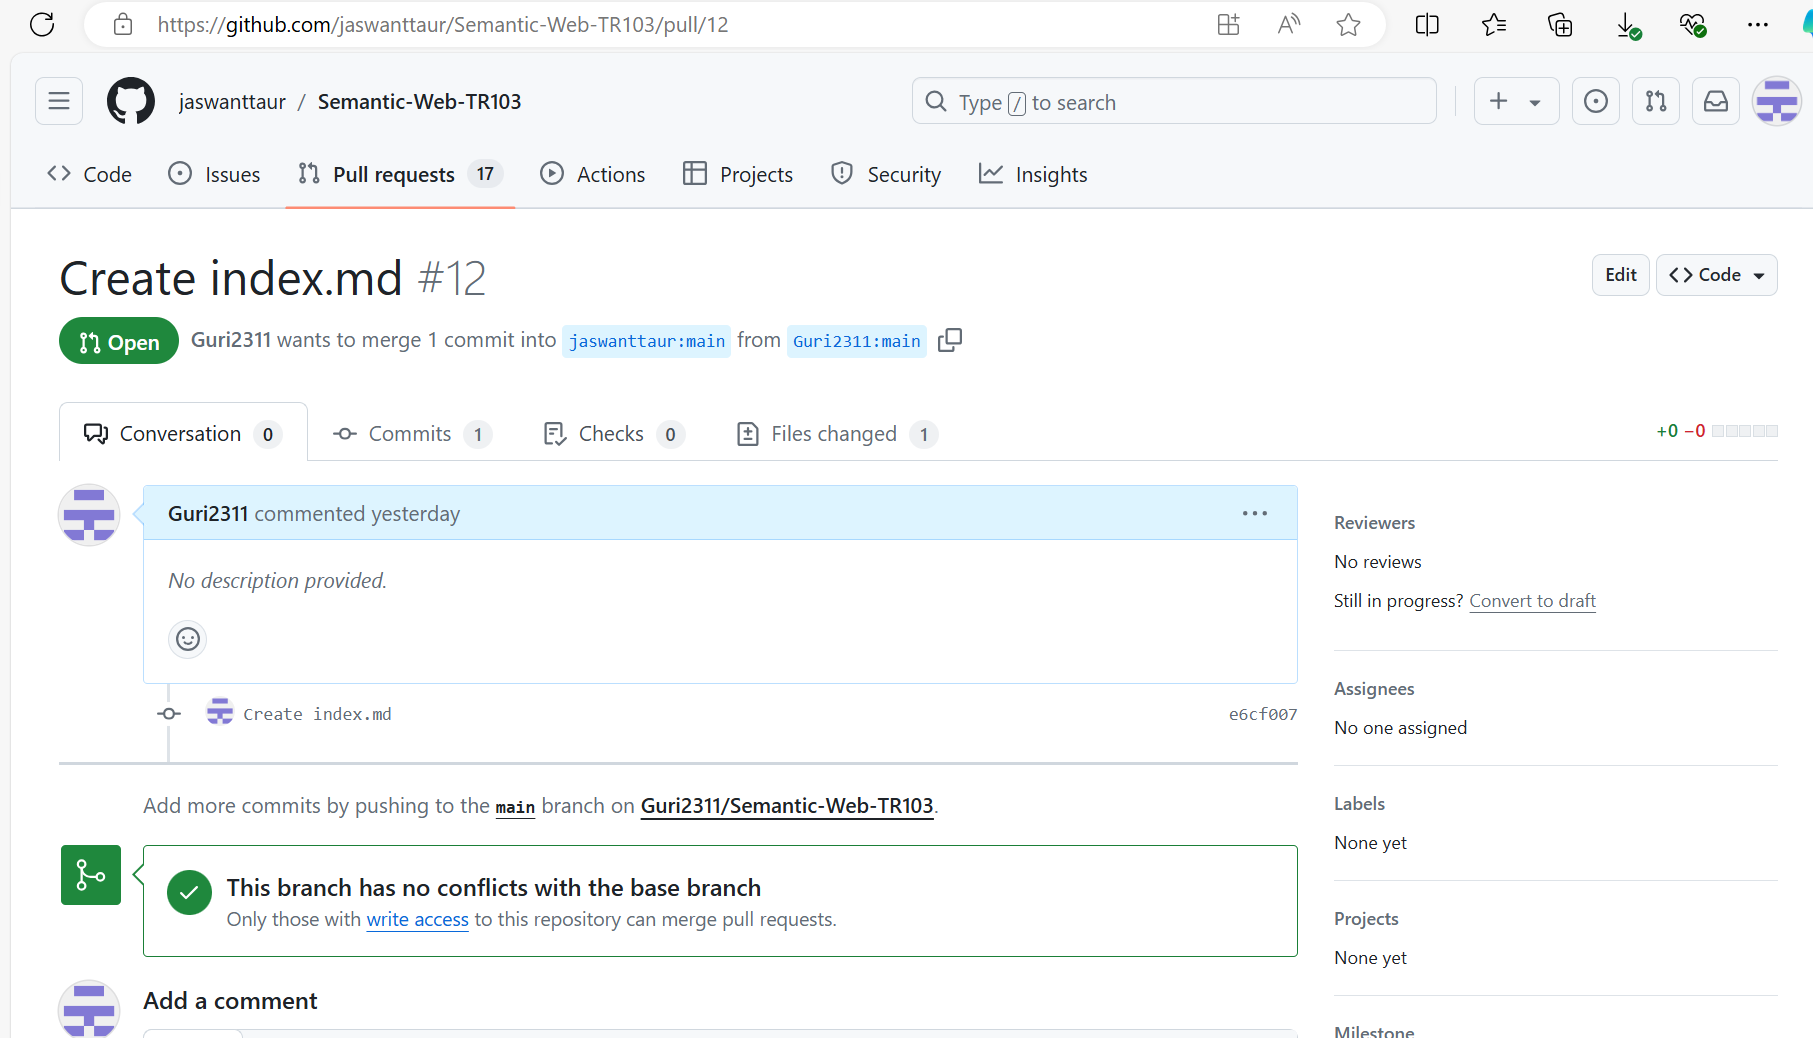 https://github.com/jaswanttaur/Semantic-Web-TR103/pull/12
jaswanttaur / Semantic-Web-TR103
Type / to search
Code
Issues
Pull requests 17
Actions
Projects
Security
Insights
Create index.md #12
Edit
<> Code
Open
Guri2311 wants to merge 1 commit into jaswanttaur:main from Guri2311:main
Conversation 0
Commits 1
Checks 0
Files changed 1
+0 −0
Guri2311 commented yesterday
No description provided.
Create index.md
e6cf007
Add more commits by pushing to the main branch on Guri2311/Semantic-Web-TR103.
This branch has no conflicts with the base branch
Only those with write access to this repository can merge pull requests.
Add a comment
Reviewers
No reviews
Still in progress? Convert to draft
Assignees
No one assigned
Labels
None yet
Projects
None yet
Milestone